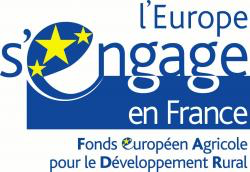 l'Europe
s'engage
en France
Fonds européen Agricole
pour le Développement Rural